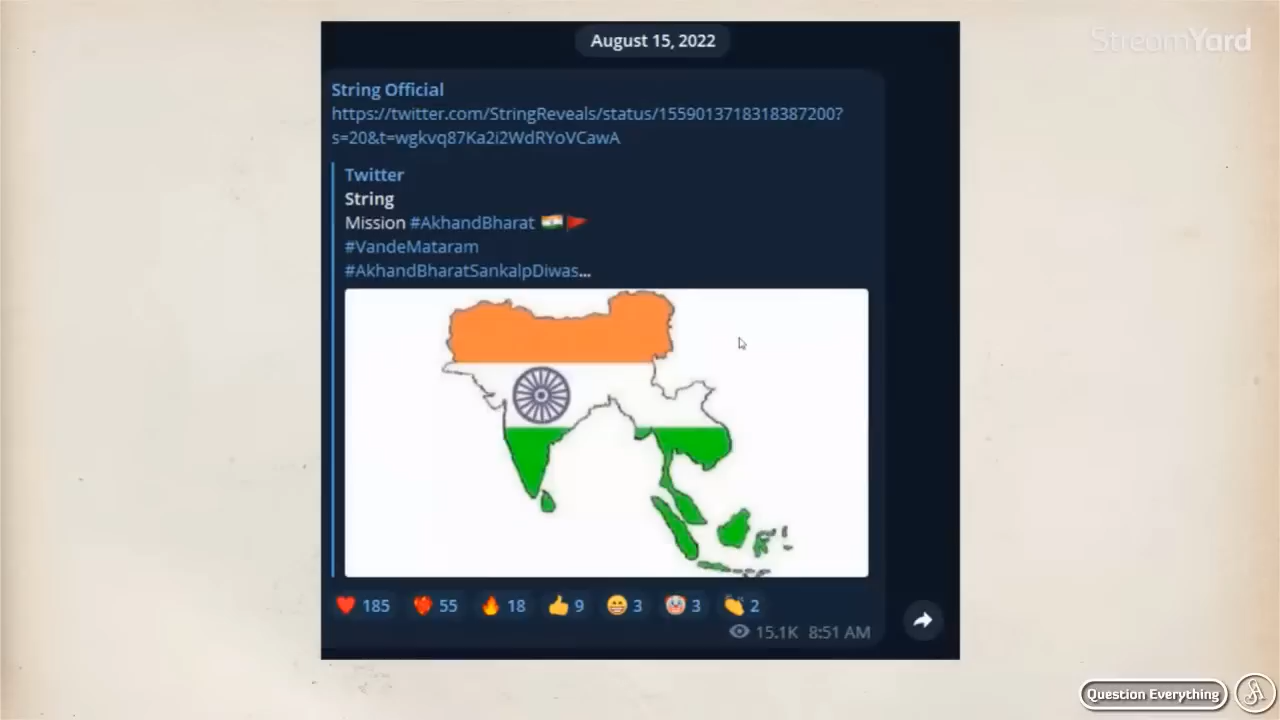 StreamYard
August 15, 2022
String Official
https://twitter.com/StringReveals/status/1559013718318387200?
s=20&t=wgkvq87Ka2i2WdRYoVCawA
Twitter
String
Mission #AkhandBharat
#VandeMataram
#AkhandBharatSankalpDiwas...
185 55 18 9 3 3 2
15.1K 8:51 AM
Question Everything